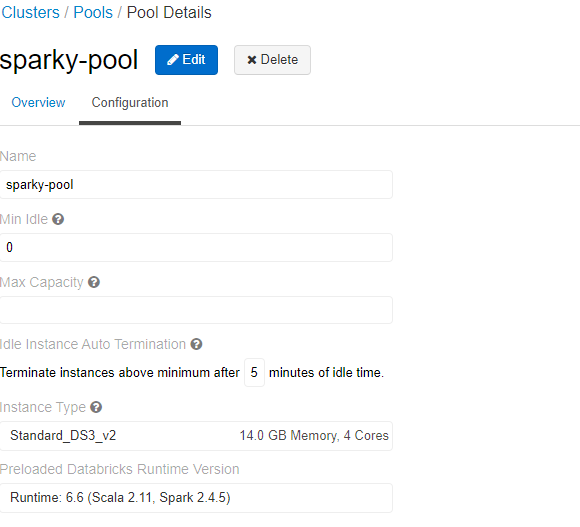 Clusters / Pools / Pool Details
sparky-pool Edit Delete
Overview Configuration
Name
sparky-pool
Min Idle
0
Max Capacity
Idle Instance Auto Termination
Terminate instances above minimum after 5 minutes of idle time.
Instance Type
Standard_DS3_v2 14.0 GB Memory, 4 Cores
Preloaded Databricks Runtime Version
Runtime: 6.6 (Scala 2.11, Spark 2.4.5)